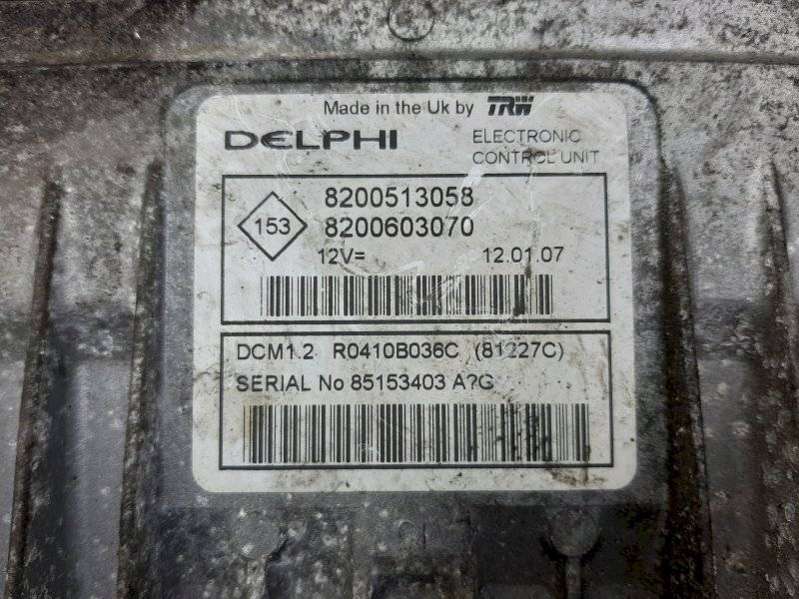 Made in the Uk by TRW
DELPHI ELECTRONIC
CONTROL UNIT
8200513058
153
8200603070
12V= 12.01.07
DCM1.2 R0410B036C (81227C)
SERIAL No 85153403 A?G